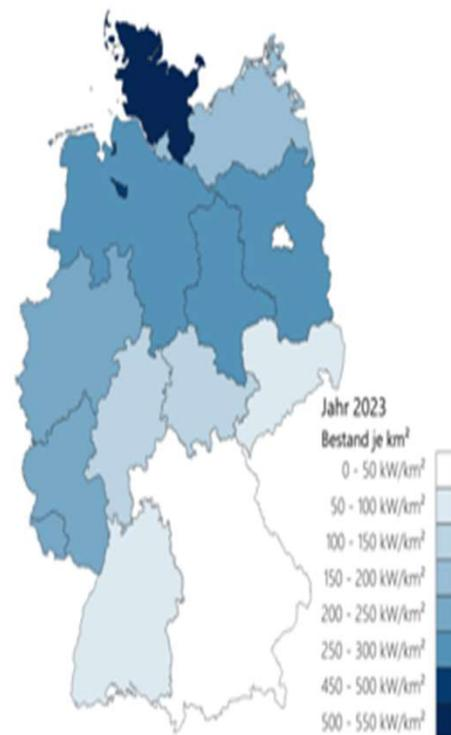 Jahr 2023
Bestand je km²
0 - 50 kW/km²
50 - 100 kW/km²
100 - 150 kW/km²
150 - 200 kW/km²
200 - 250 kW/km²
250 - 300 kW/km²
450 - 500 kW/km²
500 - 550 kW/km²